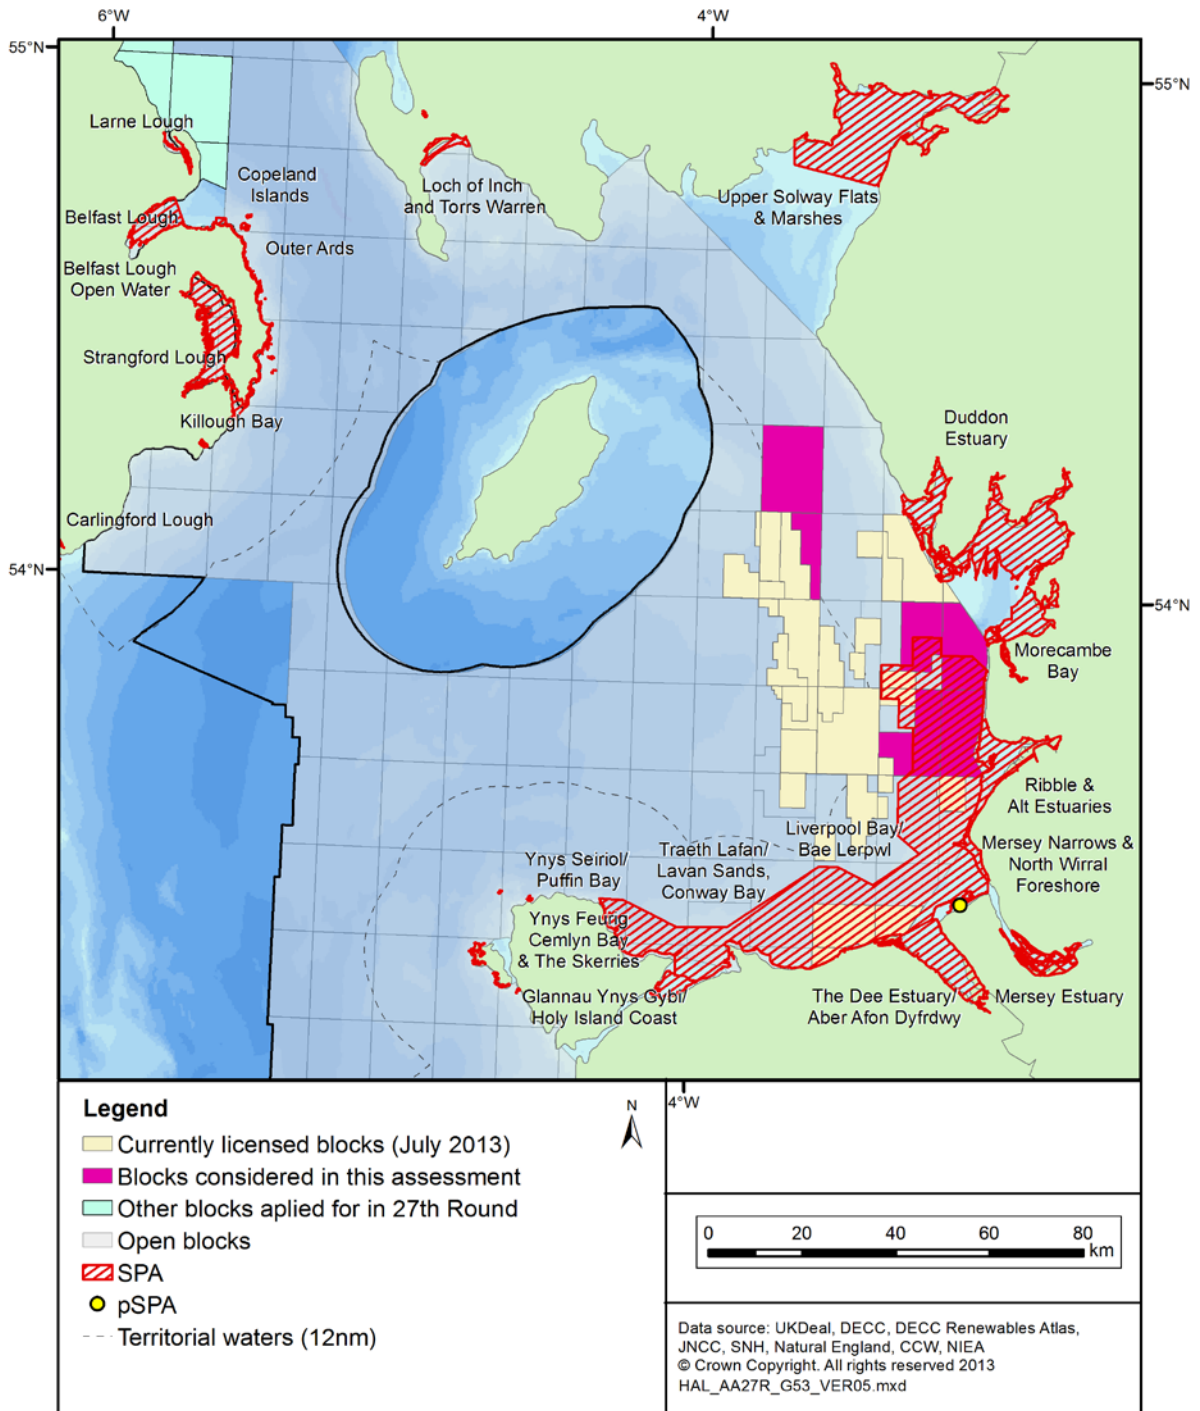 6°W
4°W
55°N
55°N
Larne Lough
Copeland
Islands
Loch of Inch
and Torrs Warren
Upper Solway Flats
& Marshes
Belfast Lough
Outer Ards
Belfast Lough
Open Water
Strangford Lough
Killough Bay
Duddon
Estuary
Carlingford Lough
54°N
54°N
Morecambe
Bay
Ribble &
Alt Estuaries
Liverpool Bay/
Bae Lerpwl
Mersey Narrows &
North Wirral
Foreshore
Traeth Lafan/
Lavan Sands,
Conway Bay
Ynys Seiriol/
Puffin Bay
Ynys Feurig
Cemlyn Bay
& The Skerries
Glannau Ynys Gybi/
Holy Island Coast
The Dee Estuary/
Aber Afon Dyfrdwy
Mersey Estuary
4°W
Legend
Currently licensed blocks (July 2013)
Blocks considered in this assessment
Other blocks aplied for in 27th Round
Open blocks
SPA
pSPA
Territorial waters (12nm)
N
0 20 40 60 80
km
Data source: UKDeal, DECC, DECC Renewables Atlas,
JNCC, SNH, Natural England, CCW, NIEA
© Crown Copyright. All rights reserved 2013
HAL_AA27R_G53_VER05.mxd